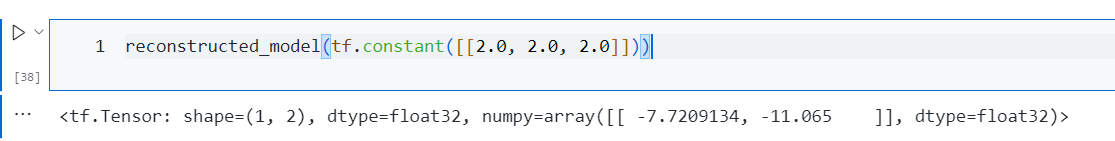 1 reconstructed_model(tf.constant([[2.0, 2.0, 2.0]]))
[38]
... <tf.Tensor: shape=(1, 2), dtype=float32, numpy=array([[ -7.7209134, -11.065    ]], dtype=float32)>